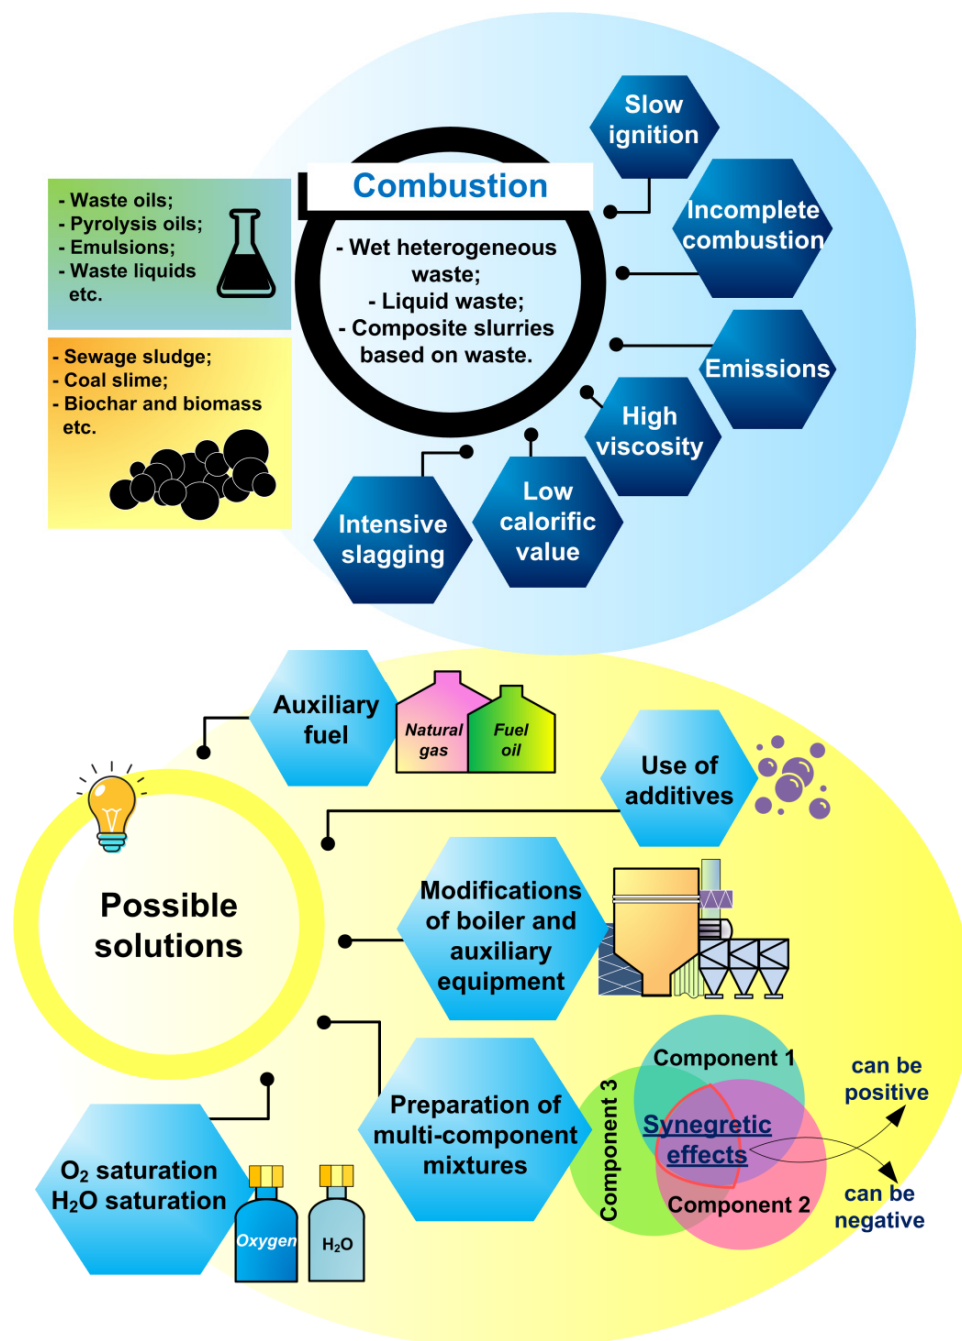 Slow
ignition
Combustion
Incomplete
combustion
- Waste oils;
- Pyrolysis oils;
- Emulsions;
- Waste liquids
etc.
- Wet heterogeneous
waste;
- Liquid waste;
- Composite slurries
based on waste.
Emissions
- Sewage sludge;
- Coal slime;
- Biochar and biomass
etc.
High
viscosity
Low
calorific
value
Intensive
slagging
Auxiliary
fuel
Natural
gas
Fuel
oil
Use of
additives
Possible
solutions
Modifications
of boiler and
auxiliary
equipment
Preparation of
multi-component
mixtures
Component 1
Component 3
Synegretic
effects
Component 2
can be
positive
can be
negative
O₂ saturation
H₂O saturation
Oxygen
H₂O